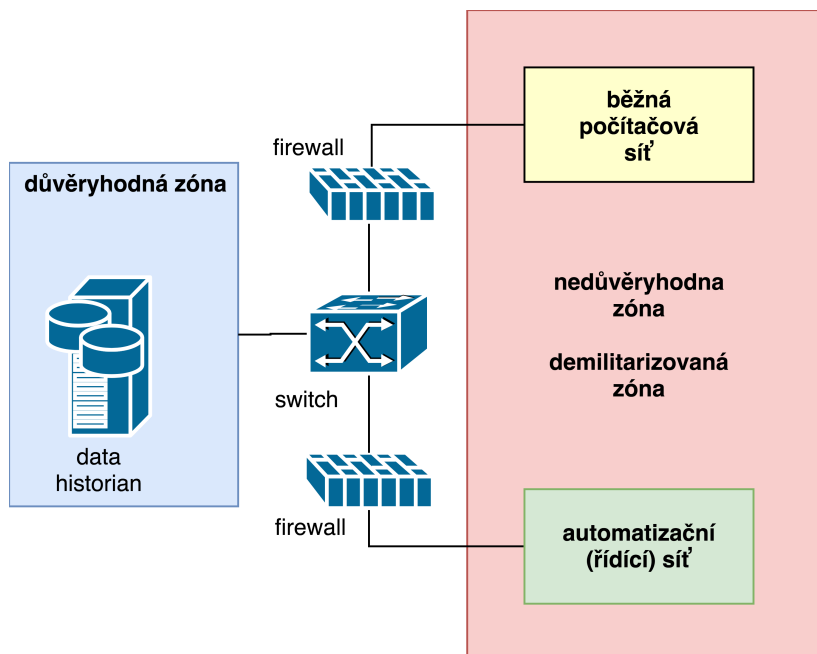 běžná
počítačová
síť
firewall
důvěryhodná zóna
nedůvěryhodna
zóna
demilitarizovaná
zóna
switch
data
historian
firewall
automatizační
(řídící) síť